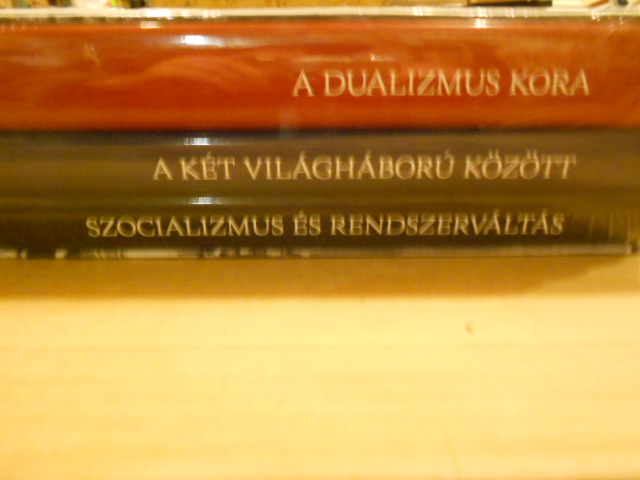 A DUALIZMUS KORA
A KÉT VILÁGHÁBORÚ KÖZÖTT
SZOCIALIZMUS ÉS RENDSZERVÁLTÁS